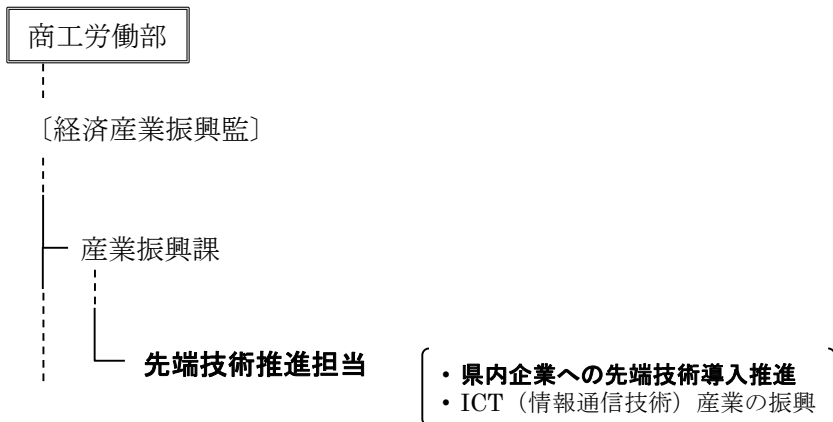 商工労働部
〔経済産業振興監〕
産業振興課
先端技術推進担当
・県内企業への先端技術導入推進
・ICT（情報通信技術）産業の振興